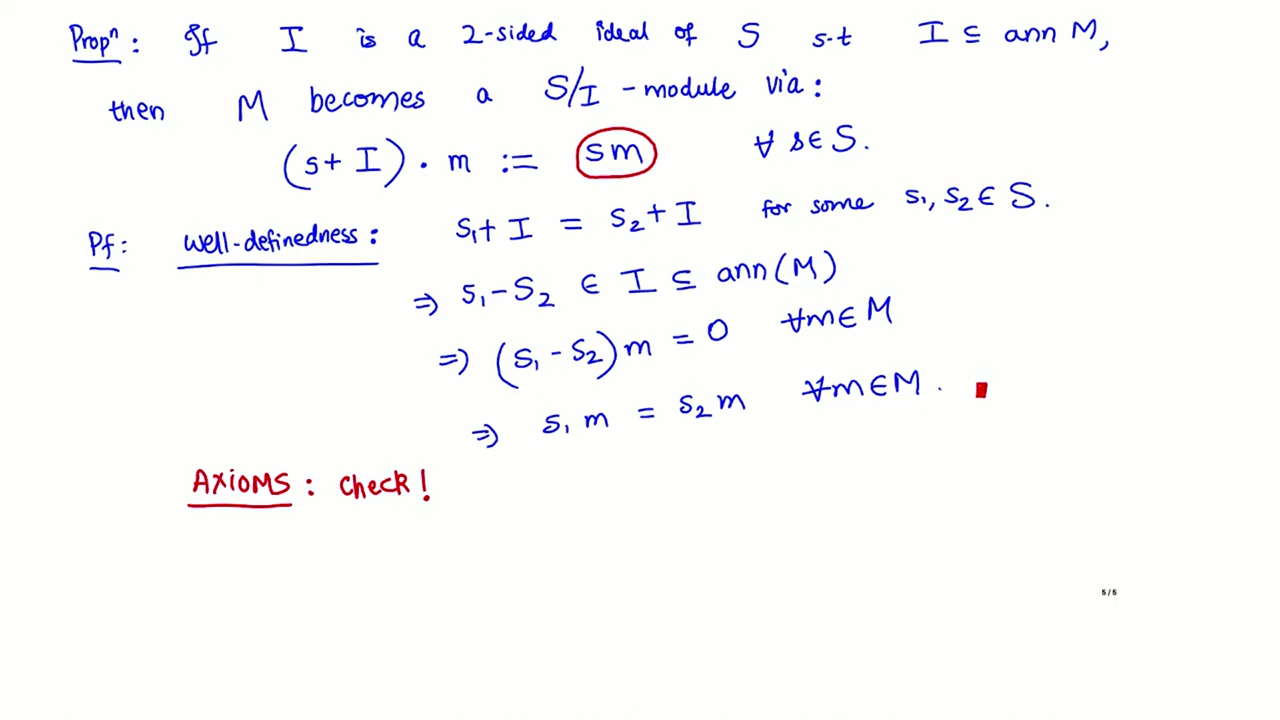 Propⁿ: If I is a 2-sided ideal of S s.t I ⊆ ann M,
then M becomes a S/I - module via:
(s + I) · m := sm ∀ s ∈ S.
Pf: well-definedness: s₁ + I = s₂ + I for some s₁, s₂ ∈ S.
⇒ s₁ - s₂ ∈ I ⊆ ann(M)
⇒ (s₁ - s₂)m = 0 ∀m ∈ M
⇒ s₁ m = s₂ m ∀m ∈ M.
AXIOMS: check!
5/5